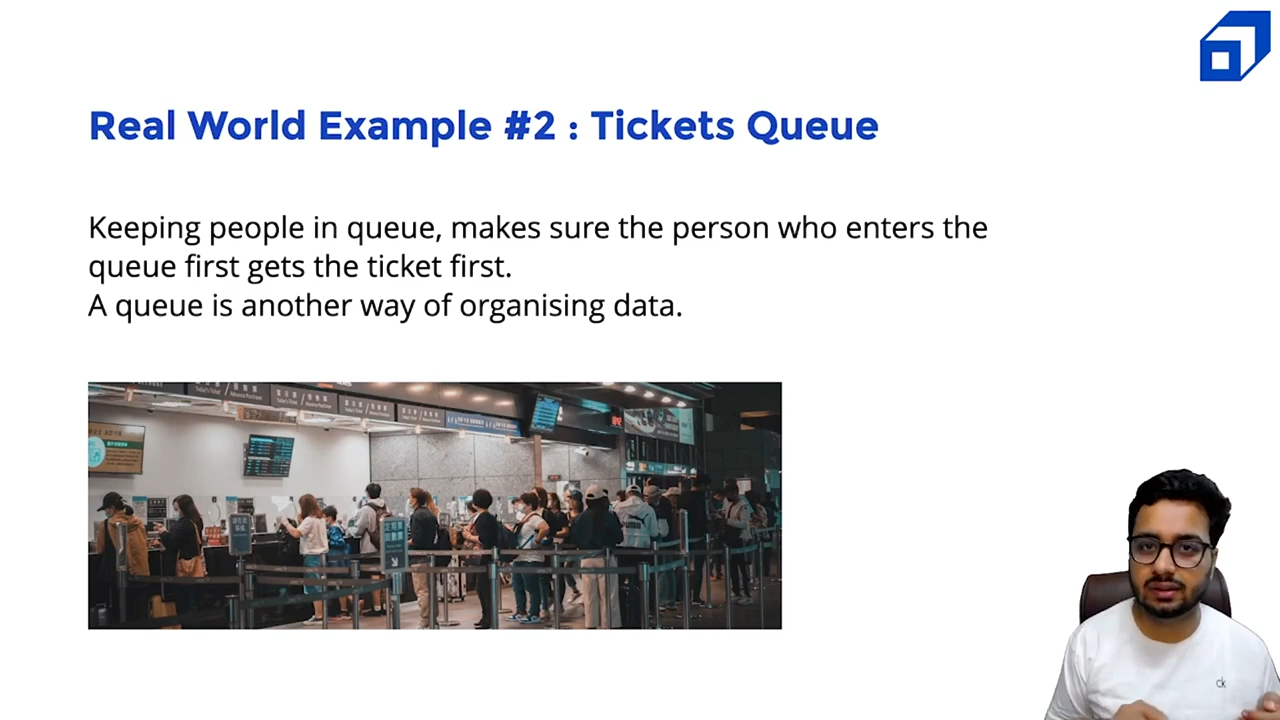 Real World Example #2 : Tickets Queue
Keeping people in queue, makes sure the person who enters the
queue first gets the ticket first.
A queue is another way of organising data.
ck